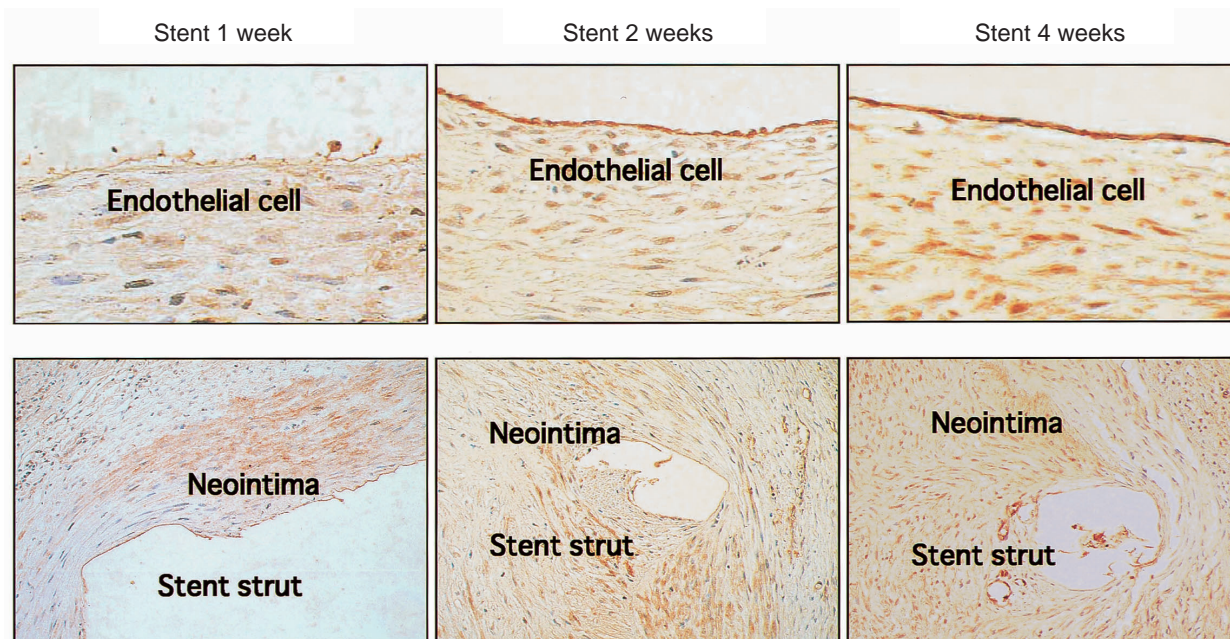 Stent 1 week
Stent 2 weeks
Stent 4 weeks
Endothelial cell
Endothelial cell
Endothelial cell
Neointima
Stent strut
Neointima
Stent strut
Neointima
Stent strut